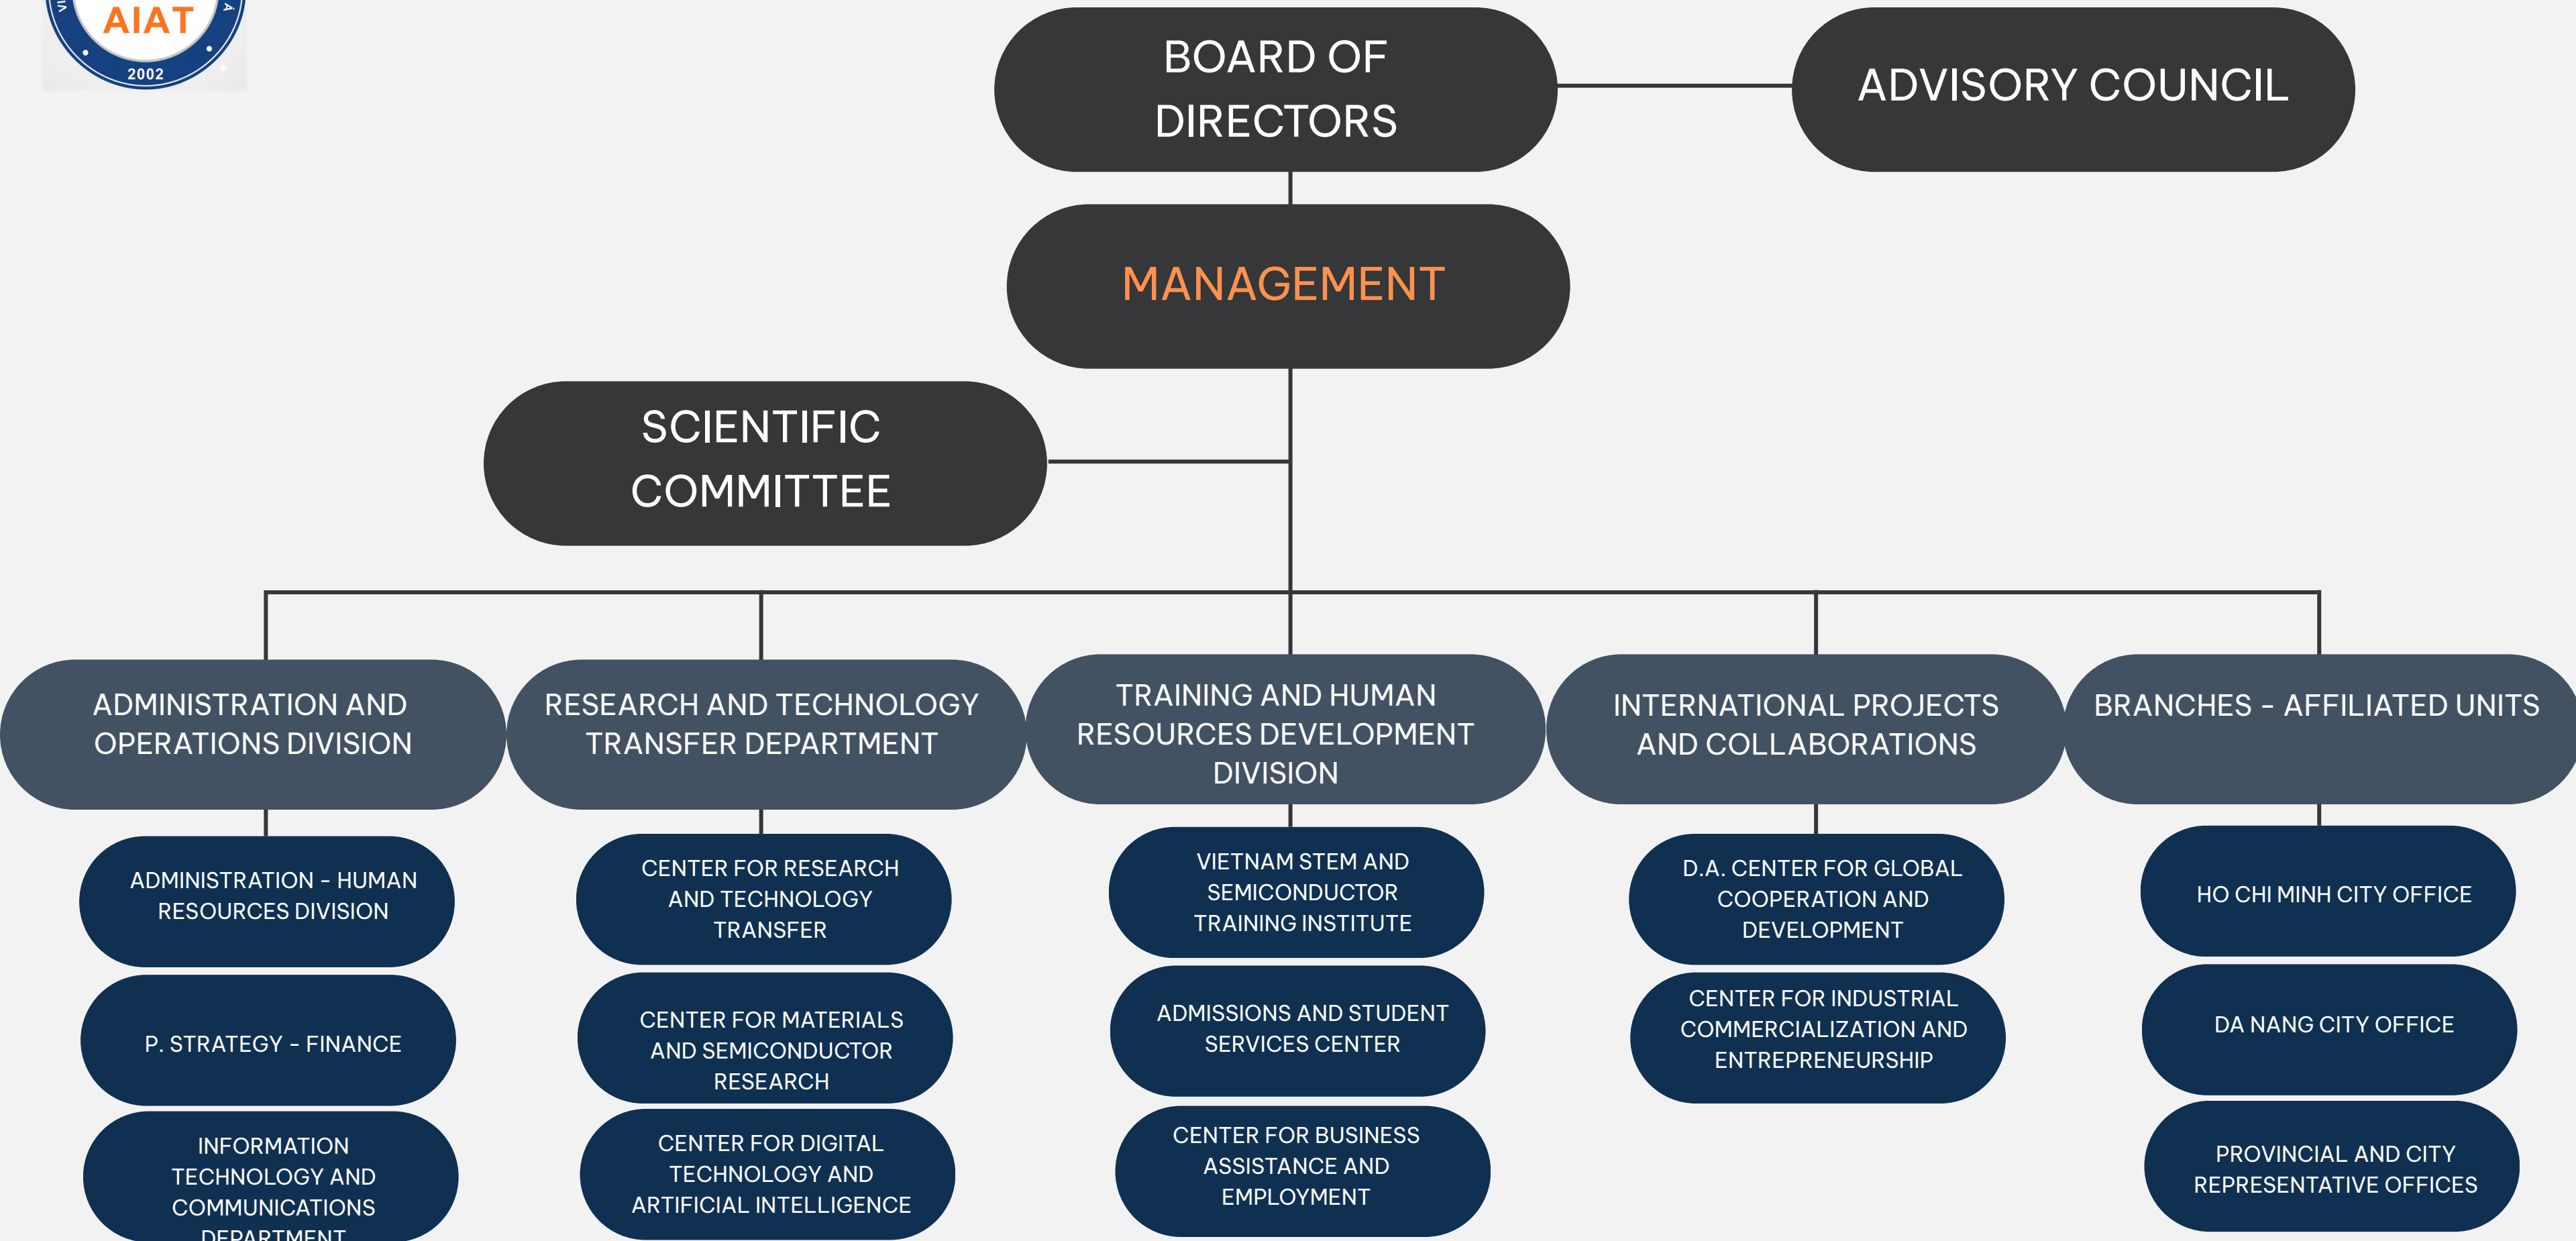 AIAT
2002
BOARD OF
DIRECTORS
ADVISORY COUNCIL
MANAGEMENT
SCIENTIFIC
COMMITTEE
ADMINISTRATION AND
OPERATIONS DIVISION
RESEARCH AND TECHNOLOGY
TRANSFER DEPARTMENT
TRAINING AND HUMAN
RESOURCES DEVELOPMENT
DIVISION
INTERNATIONAL PROJECTS
AND COLLABORATIONS
BRANCHES - AFFILIATED UNITS
ADMINISTRATION - HUMAN
RESOURCES DIVISION
P. STRATEGY - FINANCE
INFORMATION
TECHNOLOGY AND
COMMUNICATIONS
DEPARTMENT
CENTER FOR RESEARCH
AND TECHNOLOGY
TRANSFER
CENTER FOR MATERIALS
AND SEMICONDUCTOR
RESEARCH
CENTER FOR DIGITAL
TECHNOLOGY AND
ARTIFICIAL INTELLIGENCE
VIETNAM STEM AND
SEMICONDUCTOR
TRAINING INSTITUTE
ADMISSIONS AND STUDENT
SERVICES CENTER
CENTER FOR BUSINESS
ASSISTANCE AND
EMPLOYMENT
D.A. CENTER FOR GLOBAL
COOPERATION AND
DEVELOPMENT
CENTER FOR INDUSTRIAL
COMMERCIALIZATION AND
ENTREPRENEURSHIP
HO CHI MINH CITY OFFICE
DA NANG CITY OFFICE
PROVINCIAL AND CITY
REPRESENTATIVE OFFICES